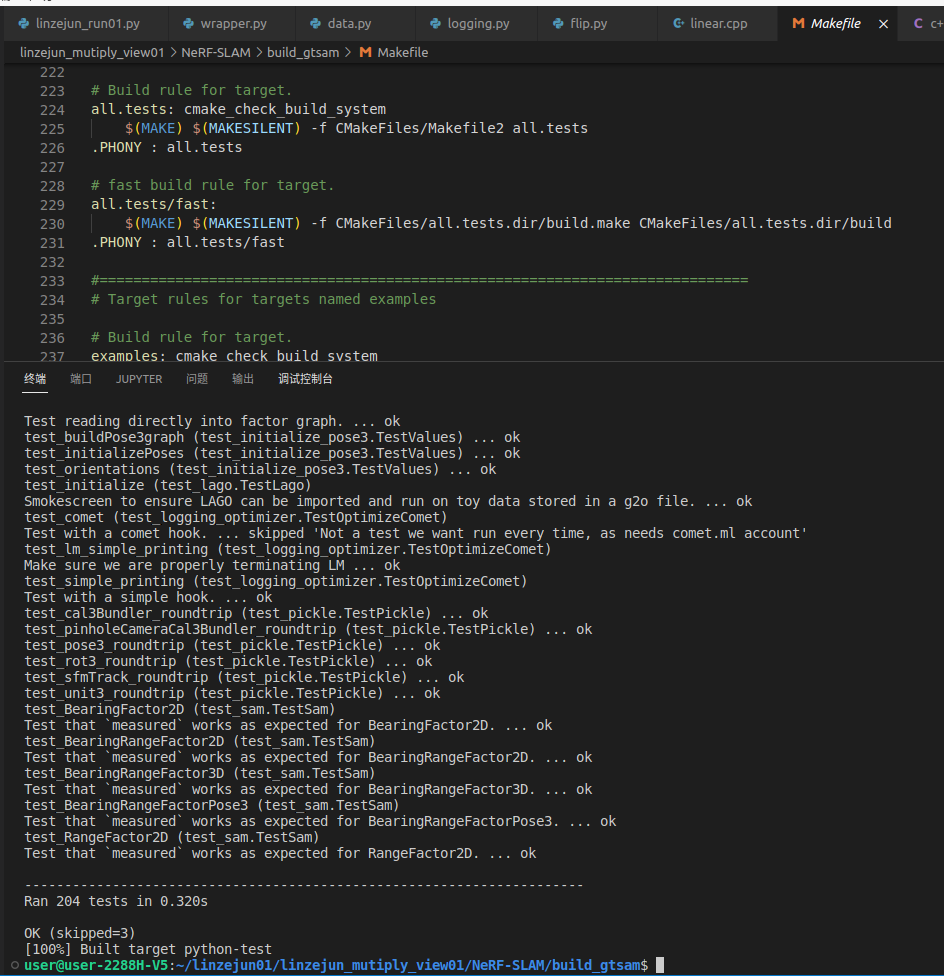 linzejun_run01.py wrapper.py data.py logging.py flip.py linear.cpp Makefile c+
linzejun_mutiply_view01 > NeRF-SLAM > build_gtsam > Makefile
222
223 # Build rule for target.
224 all.tests: cmake_check_build_system
225 $(MAKE) $(MAKESILENT) -f CMakeFiles/Makefile2 all.tests
226 .PHONY : all.tests
227
228 # fast build rule for target.
229 all.tests/fast:
230 $(MAKE) $(MAKESILENT) -f CMakeFiles/all.tests.dir/build.make CMakeFiles/all.tests.dir/build
231 .PHONY : all.tests/fast
232
233 #=============================================================================
234 # Target rules for targets named examples
235
236 # Build rule for target.
237 examples: cmake_check_build_system
终端 端口 JUPYTER 问题 输出 调试控制台
Test reading directly into factor graph. ... ok
test_buildPose3graph (test_initialize_pose3.TestValues) ... ok
test_initializePoses (test_initialize_pose3.TestValues) ... ok
test_orientations (test_initialize_pose3.TestValues) ... ok
test_initialize (test_lago.TestLago)
Smokescreen to ensure LAGO can be imported and run on toy data stored in a g2o file. ... ok
test_comet (test_logging_optimizer.TestOptimizeComet)
Test with a comet hook. ... skipped 'Not a test we want run every time, as needs comet.ml account'
test_lm_simple_printing (test_logging_optimizer.TestOptimizeComet)
Make sure we are properly terminating LM ... ok
test_simple_printing (test_logging_optimizer.TestOptimizeComet)
Test with a simple hook. ... ok
test_cal3Bundler_roundtrip (test_pickle.TestPickle) ... ok
test_pinholeCameraCal3Bundler_roundtrip (test_pickle.TestPickle) ... ok
test_pose3_roundtrip (test_pickle.TestPickle) ... ok
test_rot3_roundtrip (test_pickle.TestPickle) ... ok
test_sfmTrack_roundtrip (test_pickle.TestPickle) ... ok
test_unit3_roundtrip (test_pickle.TestPickle) ... ok
test_BearingFactor2D (test_sam.TestSam)
Test that `measured` works as expected for BearingFactor2D. ... ok
test_BearingRangeFactor2D (test_sam.TestSam)
Test that `measured` works as expected for BearingRangeFactor2D. ... ok
test_BearingRangeFactor3D (test_sam.TestSam)
Test that `measured` works as expected for BearingRangeFactor3D. ... ok
test_BearingRangeFactorPose3 (test_sam.TestSam)
Test that `measured` works as expected for BearingRangeFactorPose3. ... ok
test_RangeFactor2D (test_sam.TestSam)
Test that `measured` works as expected for RangeFactor2D. ... ok
----------------------------------------------------------------------
Ran 204 tests in 0.320s
OK (skipped=3)
[100%] Built target python-test
user@user-2288H-V5:~/linzejun01/linzejun_mutiply_view01/NeRF-SLAM/build_gtsam$